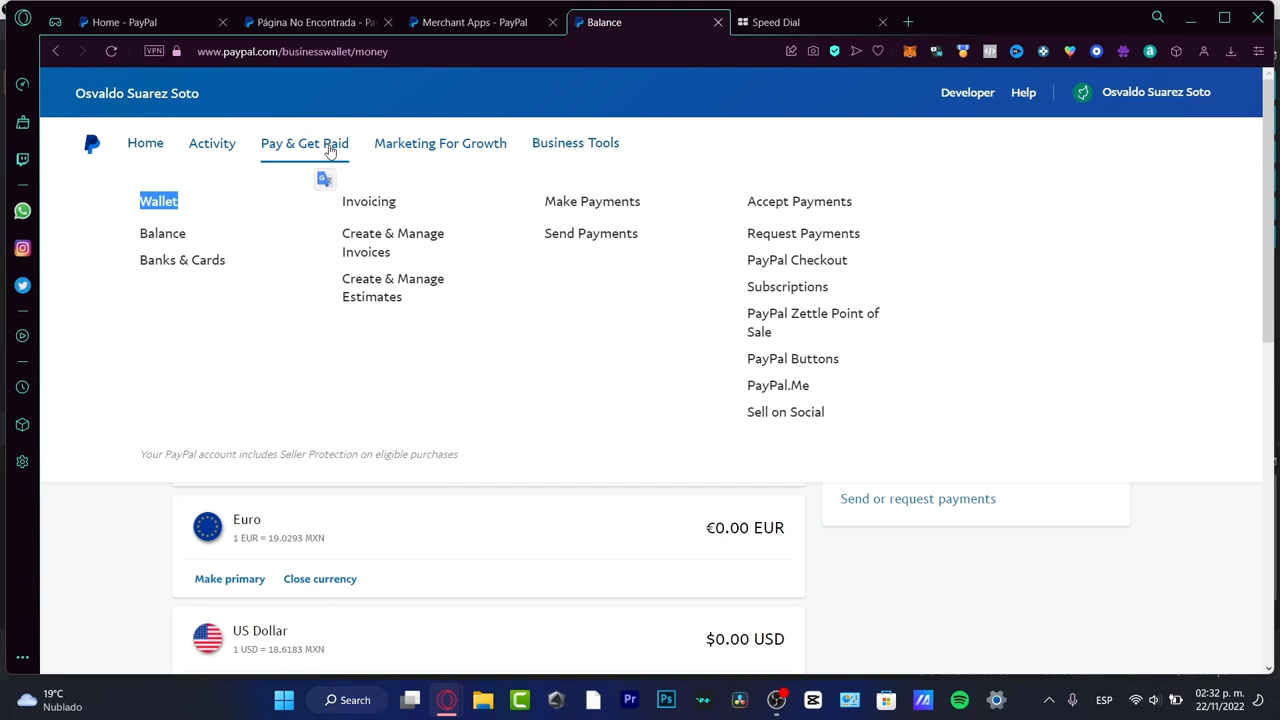 Home - PayPal
Página No Encontrada - Pa
Merchant Apps - PayPal
Balance
Speed Dial
VPN
www.paypal.com/businesswallet/money
Osvaldo Suarez Soto
Developer
Help
Osvaldo Suarez Soto
Home
Activity
Pay & Get Paid
Marketing For Growth
Business Tools
Wallet
Balance
Banks & Cards
Invoicing
Create & Manage
Invoices
Create & Manage
Estimates
Make Payments
Send Payments
Accept Payments
Request Payments
PayPal Checkout
Subscriptions
PayPal Zettle Point of
Sale
PayPal Buttons
PayPal.Me
Sell on Social
Your PayPal account includes Seller Protection on eligible purchases
Send or request payments
Euro
1 EUR = 19.0293 MXN
€0.00 EUR
Make primary
Close currency
US Dollar
1 USD = 18.6183 MXN
$0.00 USD
19°C
Nublado
Search
Pr
Ps
ESP
02:32 p. m.
22/11/2022